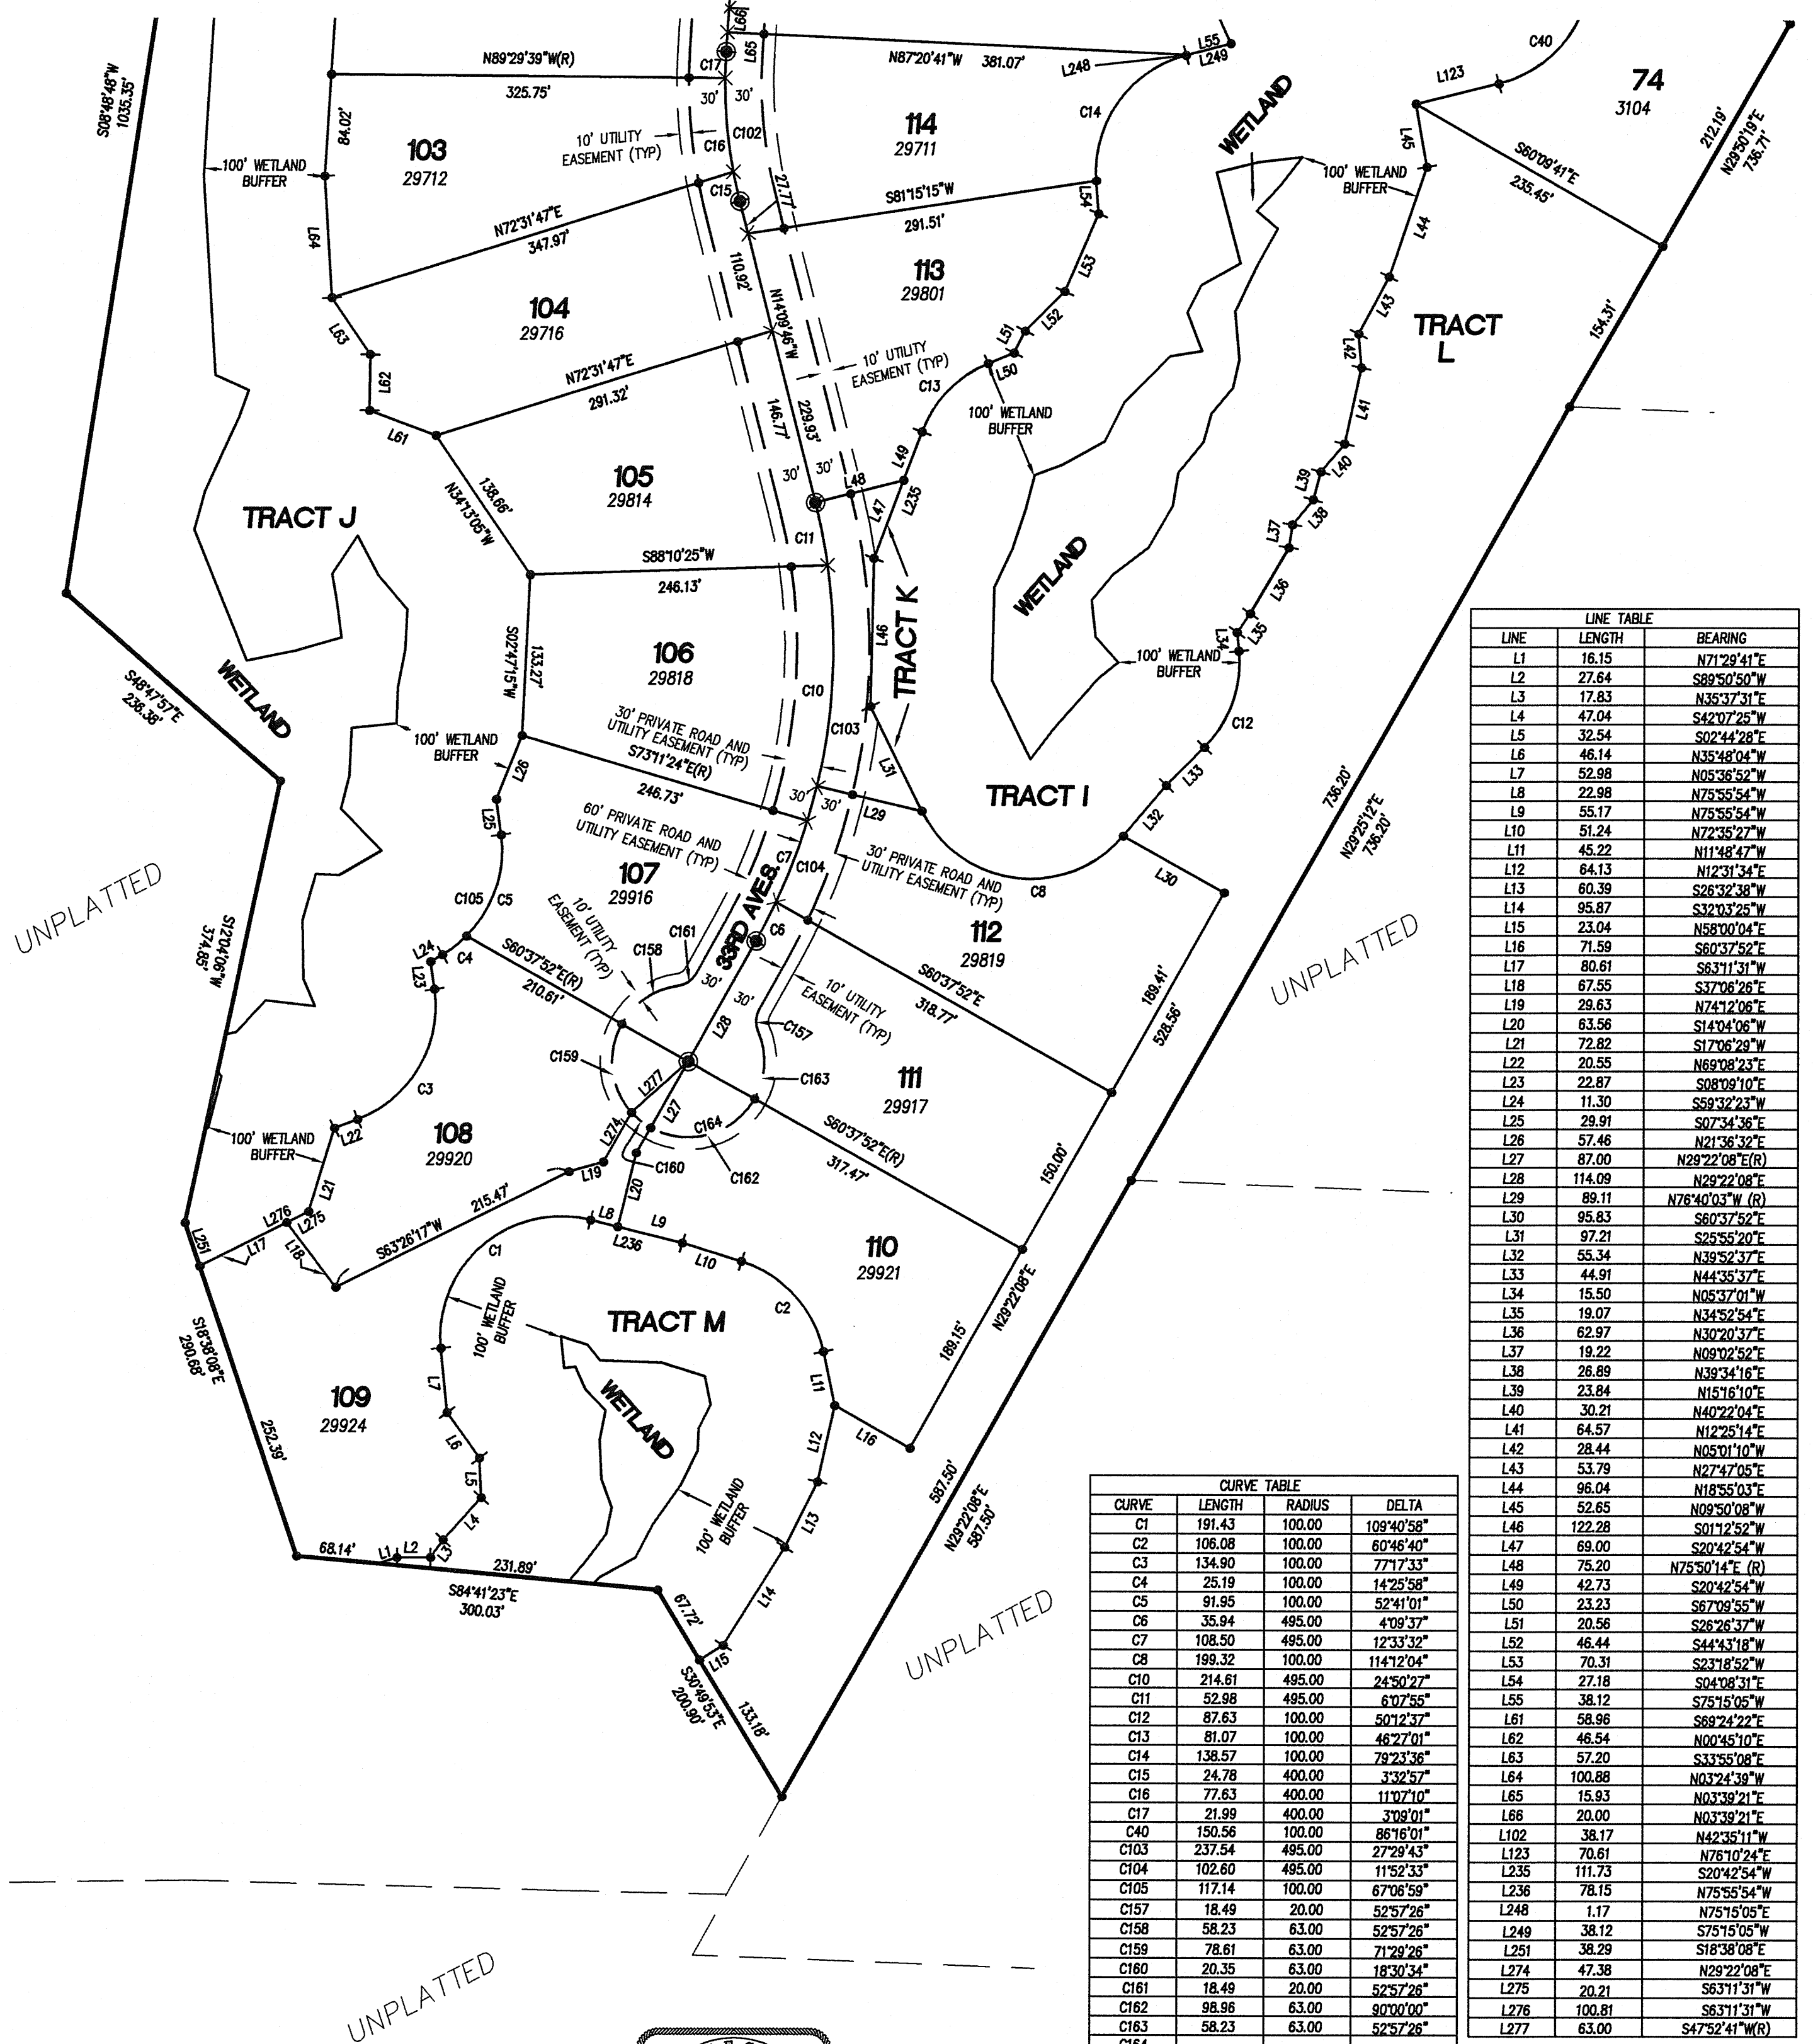 L66
L65
C17
N89°29'39"W(R)
325.75'
30'
30'
N87°20'41"W 381.07'
L248
L55
L249
C40
L123
74
3104
S08°48'48"W
1035.35'
84.02'
103
29712
10' UTILITY
EASEMENT (TYP)
C102
C16
C15
114
29711
C14
WETLAND
L45
S60°09'41"E
235.45'
212.19'
N29°50'19"E
736.71'
100' WETLAND
BUFFER
100' WETLAND
BUFFER
L64
N72°31'47"E
347.97'
27.77'
S81°15'15"W
291.51'
L54
L44
110.92'
113
29801
L53
L43
104
29716
L63
N14°09'46"W
L51
L52
TRACT
L
154.31'
L62
N72°31'47"E
291.32'
10' UTILITY
EASEMENT (TYP)
C13
L50
L42
L61
146.77'
229.93'
100' WETLAND
BUFFER
L41
L49
L40
105
29814
30'
30'
L48
L39
138.66'
N34°13'05"W
L47
L235
L38
TRACT J
C11
L37
S88°10'25"W
246.13'
TRACT K
WETLAND
L36
L46
L35
S02°47'15"W
133.27'
106
29818
L34
100' WETLAND
BUFFER
S48°47'57"E
236.38'
WETLAND
C10
C103
C12
30' PRIVATE ROAD AND
UTILITY EASEMENT (TYP)
100' WETLAND
BUFFER
S73°11'24"E(R)
246.73'
L31
L33
L26
30'
30'
TRACT I
736.20'
N29°25'12"E
736.20'
L25
60' PRIVATE ROAD AND
UTILITY EASEMENT (TYP)
L29
L32
C7
C104
30' PRIVATE ROAD AND
UTILITY EASEMENT (TYP)
107
29916
C8
L30
UNPLATTED
C105
C5
10' UTILITY
EASEMENT (TYP)
C161
33RD AVE.S.
C6
112
29819
S12°04'06"W
374.85'
L24
C4
C158
UNPLATTED
L23
S60°37'52"E(R)
210.61'
30'
30'
10' UTILITY
EASEMENT (TYP)
S60°37'52"E
318.77'
189.41'
528.56'
L28
C157
C159
C3
L277
C163
111
29917
L27
L274
C164
S60°37'52"E(R)
317.47'
100' WETLAND
BUFFER
L22
108
29920
C160
C162
150.00'
L19
L20
L21
215.47'
L276
L275
L8
L9
L236
L251
L17
L18
S63°26'17"W
C1
L10
110
29921
N29°22'08"E
TRACT M
C2
S18°38'08"E
290.68'
100' WETLAND
BUFFER
189.15'
L7
L11
109
29924
WETLAND
L6
L12
L16
252.39'
L5
587.50'
N29°22'08"E
587.50'
L4
100' WETLAND
BUFFER
L13
68.14'
L1
L2
L3
231.89'
S84°41'23"E
300.03'
L14
67.72'
UNPLATTED
L15
S30°49'53"E
200.90'
133.18'
UNPLATTED
LINE TABLE
LINE LENGTH BEARING
L1 16.15 N71°29'41"E
L2 27.64 S89°50'50"W
L3 17.83 N35°37'31"E
L4 47.04 S42°07'25"W
L5 32.54 S02°44'28"E
L6 46.14 N35°48'04"W
L7 52.98 N05°36'52"W
L8 22.98 N75°55'54"W
L9 55.17 N75°55'54"W
L10 51.24 N72°35'27"W
L11 45.22 N11°48'47"W
L12 64.13 N12°31'34"E
L13 60.39 S26°32'38"W
L14 95.87 S32°03'25"W
L15 23.04 N58°00'04"E
L16 71.59 S60°37'52"E
L17 80.61 S63°11'31"W
L18 67.55 S37°06'26"E
L19 29.63 N74°12'06"E
L20 63.56 S14°04'06"W
L21 72.82 S17°06'29"W
L22 20.55 N69°08'23"E
L23 22.87 S08°09'10"E
L24 11.30 S59°32'23"W
L25 29.91 S07°34'36"E
L26 57.46 N21°36'32"E
L27 87.00 N29°22'08"E(R)
L28 114.09 N29°22'08"E
L29 89.11 N76°40'03"W (R)
L30 95.83 S60°37'52"E
L31 97.21 S25°55'20"E
L32 55.34 N39°52'37"E
L33 44.91 N44°35'37"E
L34 15.50 N05°37'01"W
L35 19.07 N34°52'54"E
L36 62.97 N30°20'37"E
L37 19.22 N09°02'52"E
L38 26.89 N39°34'16"E
L39 23.84 N15°16'10"E
L40 30.21 N40°22'04"E
L41 64.57 N12°25'14"E
L42 28.44 N05°01'10"W
L43 53.79 N27°47'05"E
L44 96.04 N18°55'03"E
L45 52.65 N09°50'08"W
L46 122.28 S01°12'52"W
L47 69.00 S20°42'54"W
L48 75.20 N75°50'14"E (R)
L49 42.73 S20°42'54"W
L50 23.23 S67°09'55"W
L51 20.56 S26°26'37"W
L52 46.44 S44°43'18"W
L53 70.31 S23°18'52"W
L54 27.18 S04°08'31"E
L55 38.12 S75°15'05"W
L61 58.96 S69°24'22"E
L62 46.54 N00°45'10"E
L63 57.20 S33°55'08"E
L64 100.88 N03°24'39"W
L65 15.93 N03°39'21"E
L66 20.00 N03°39'21"E
L102 38.17 N42°35'11"W
L123 70.61 N76°10'24"E
L235 111.73 S20°42'54"W
L236 78.15 N75°55'54"W
L248 1.17 N75°15'05"E
L249 38.12 S75°15'05"W
L251 38.29 S18°38'08"E
L274 47.38 N29°22'08"E
L275 20.21 S63°11'31"W
L276 100.81 S63°11'31"W
L277 63.00 S47°52'41"W(R)
CURVE TABLE
CURVE LENGTH RADIUS DELTA
C1 191.43 100.00 109°40'58"
C2 106.08 100.00 60°46'40"
C3 134.90 100.00 77°17'33"
C4 25.19 100.00 14°25'58"
C5 91.95 100.00 52°41'01"
C6 35.94 495.00 4°09'37"
C7 108.50 495.00 12°33'32"
C8 199.32 100.00 114°12'04"
C10 214.61 495.00 24°50'27"
C11 52.98 495.00 6°07'55"
C12 87.63 100.00 50°12'37"
C13 81.07 100.00 46°27'01"
C14 138.57 100.00 79°23'36"
C15 24.78 400.00 3°32'57"
C16 77.63 400.00 11°07'10"
C17 21.99 400.00 3°09'01"
C40 150.56 100.00 86°16'01"
C103 237.54 495.00 27°29'43"
C104 102.60 495.00 11°52'33"
C105 117.14 100.00 67°06'59"
C157 18.49 20.00 52°57'26"
C158 58.23 63.00 52°57'26"
C159 78.61 63.00 71°29'26"
C160 20.35 63.00 18°30'34"
C161 18.49 20.00 52°57'26"
C162 98.96 63.00 90°00'00"
C163 58.23 63.00 52°57'26"
C164